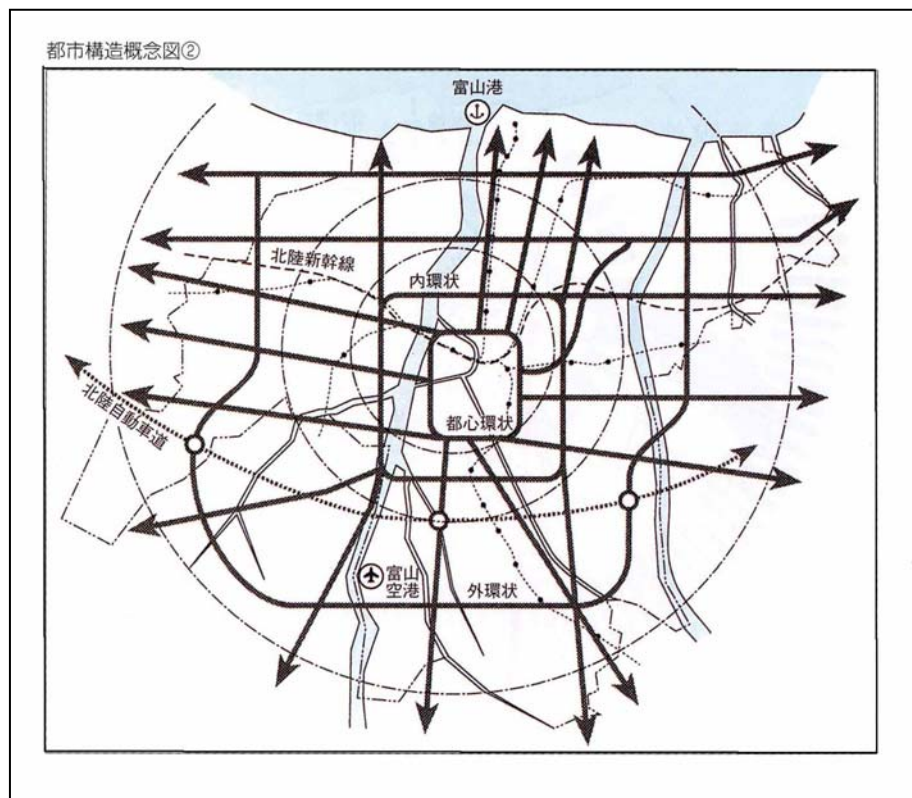 都市構造概念図②
富山港
北陸新幹線
内環状
北陸自動車道
都心環状
富山
空港
外環状